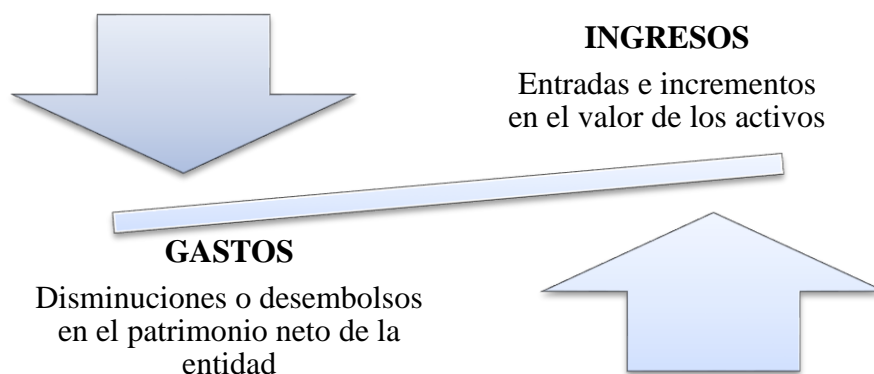 INGRESOS
Entradas e incrementos
en el valor de los activos
GASTOS
Disminuciones o desembolsos
en el patrimonio neto de la
entidad